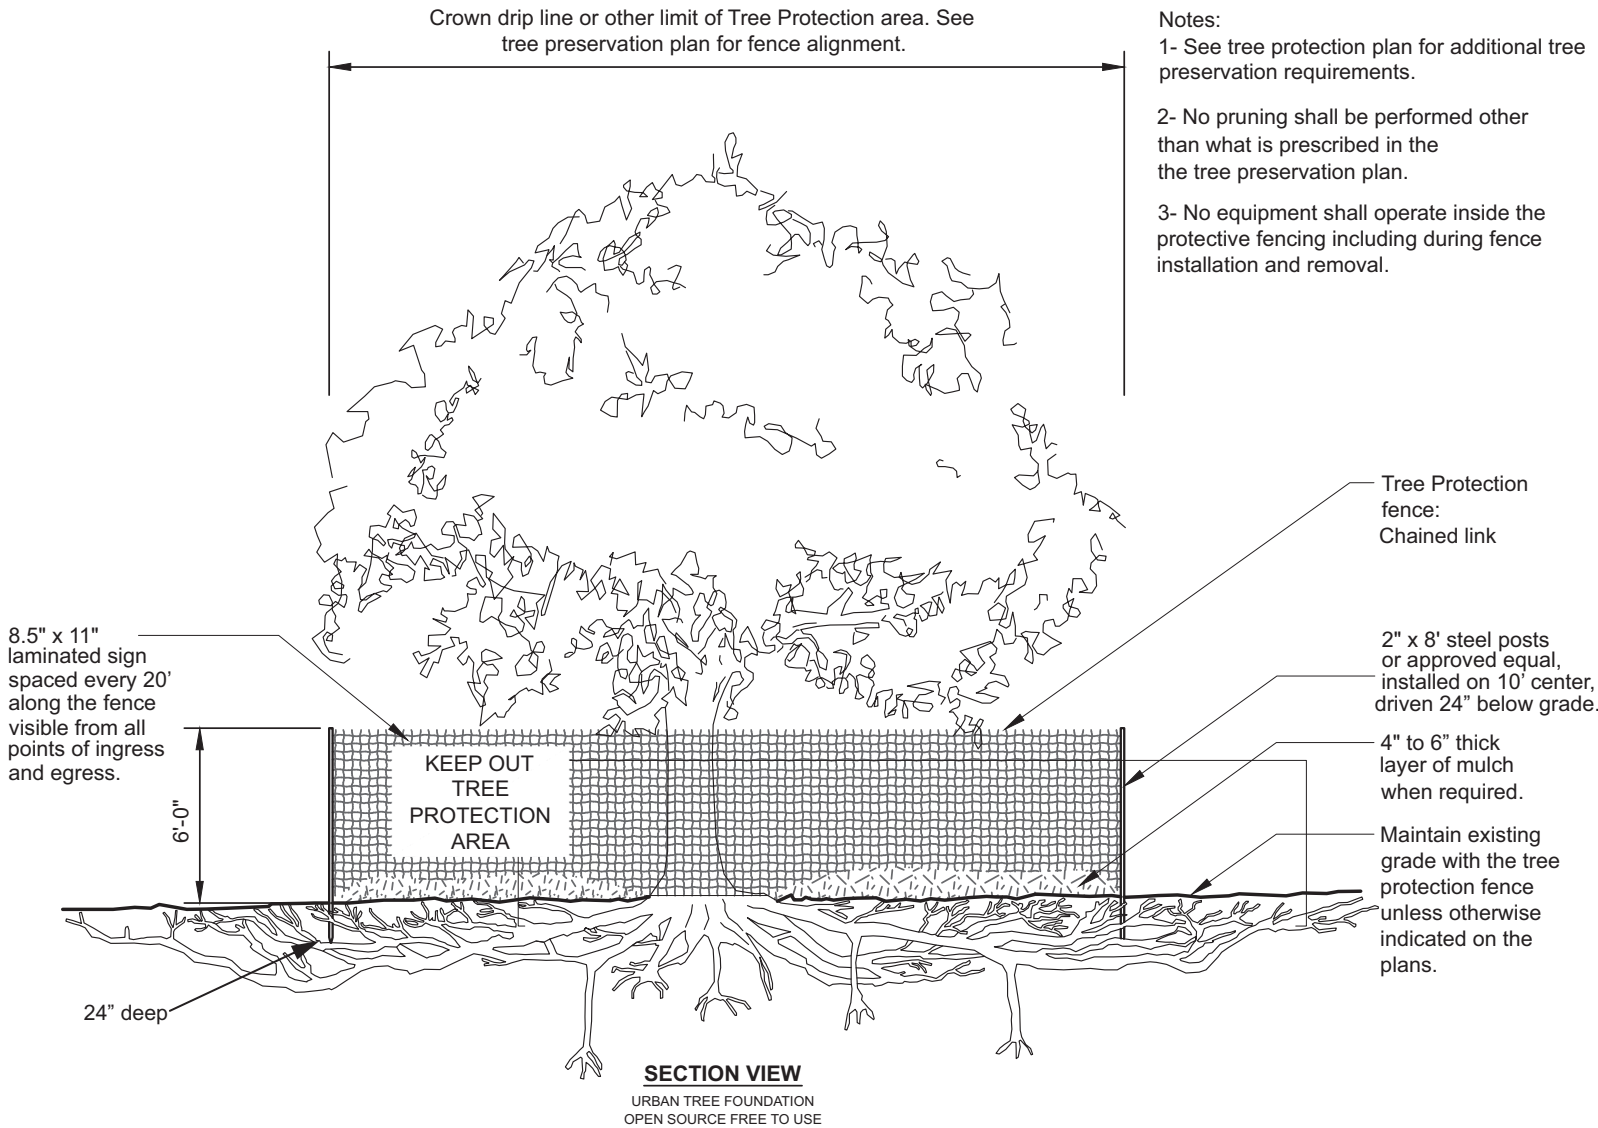 Crown drip line or other limit of Tree Protection area. See
tree preservation plan for fence alignment.
Notes:
1- See tree protection plan for additional tree
preservation requirements.
2- No pruning shall be performed other
than what is prescribed in the
the tree preservation plan.
3- No equipment shall operate inside the
protective fencing including during fence
installation and removal.
Tree Protection
fence:
Chained link
8.5" x 11"
laminated sign
spaced every 20’
along the fence
visible from all
points of ingress
and egress.
2" x 8' steel posts
or approved equal,
installed on 10’ center,
driven 24” below grade.
6'-0"
KEEP OUT
TREE
PROTECTION
AREA
4" to 6” thick
layer of mulch
when required.
Maintain existing
grade with the tree
protection fence
unless otherwise
indicated on the
plans.
24” deep
SECTION VIEW
URBAN TREE FOUNDATION
OPEN SOURCE FREE TO USE